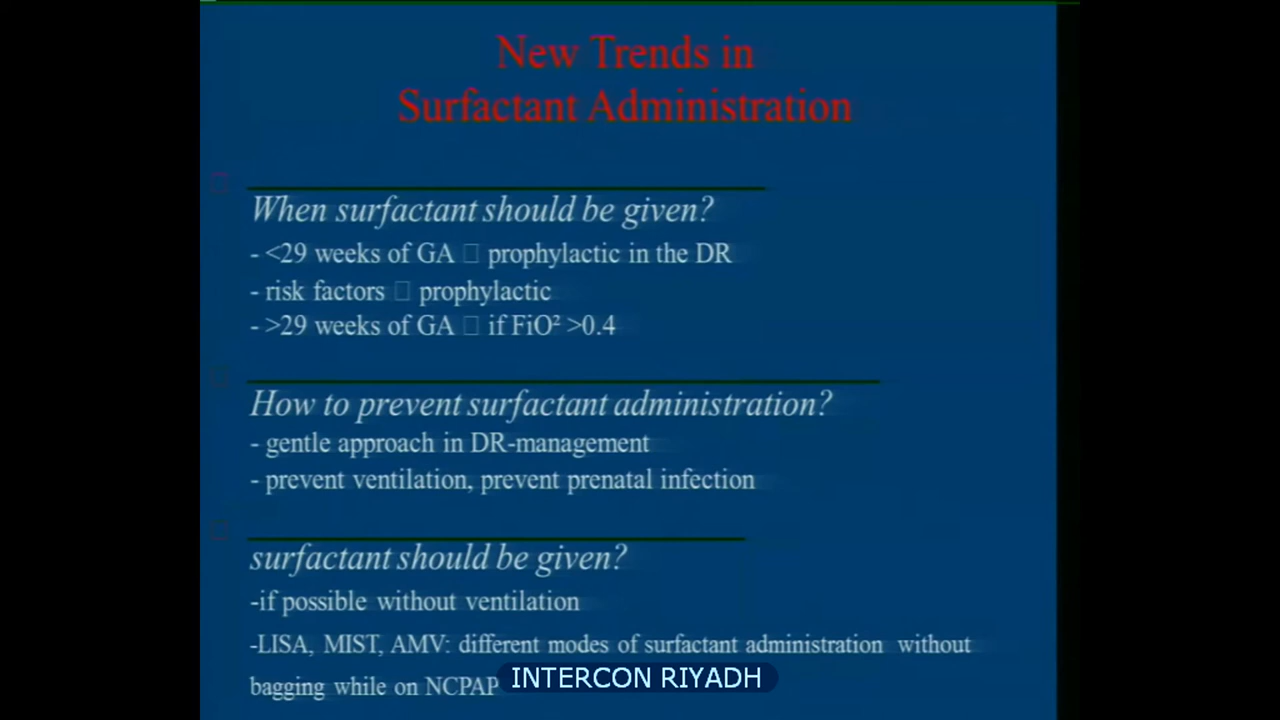 New Trends in
Surfactant Administration
When surfactant should be given?
- <29 weeks of GA □ prophylactic in the DR
- risk factors □ prophylactic
- >29 weeks of GA □ if FiO² >0.4
How to prevent surfactant administration?
- gentle approach in DR-management
- prevent ventilation, prevent prenatal infection
surfactant should be given?
-if possible without ventilation
-LISA, MIST, AMV: different modes of surfactant administration without
bagging while on NCPAP
INTERCON RIYADH